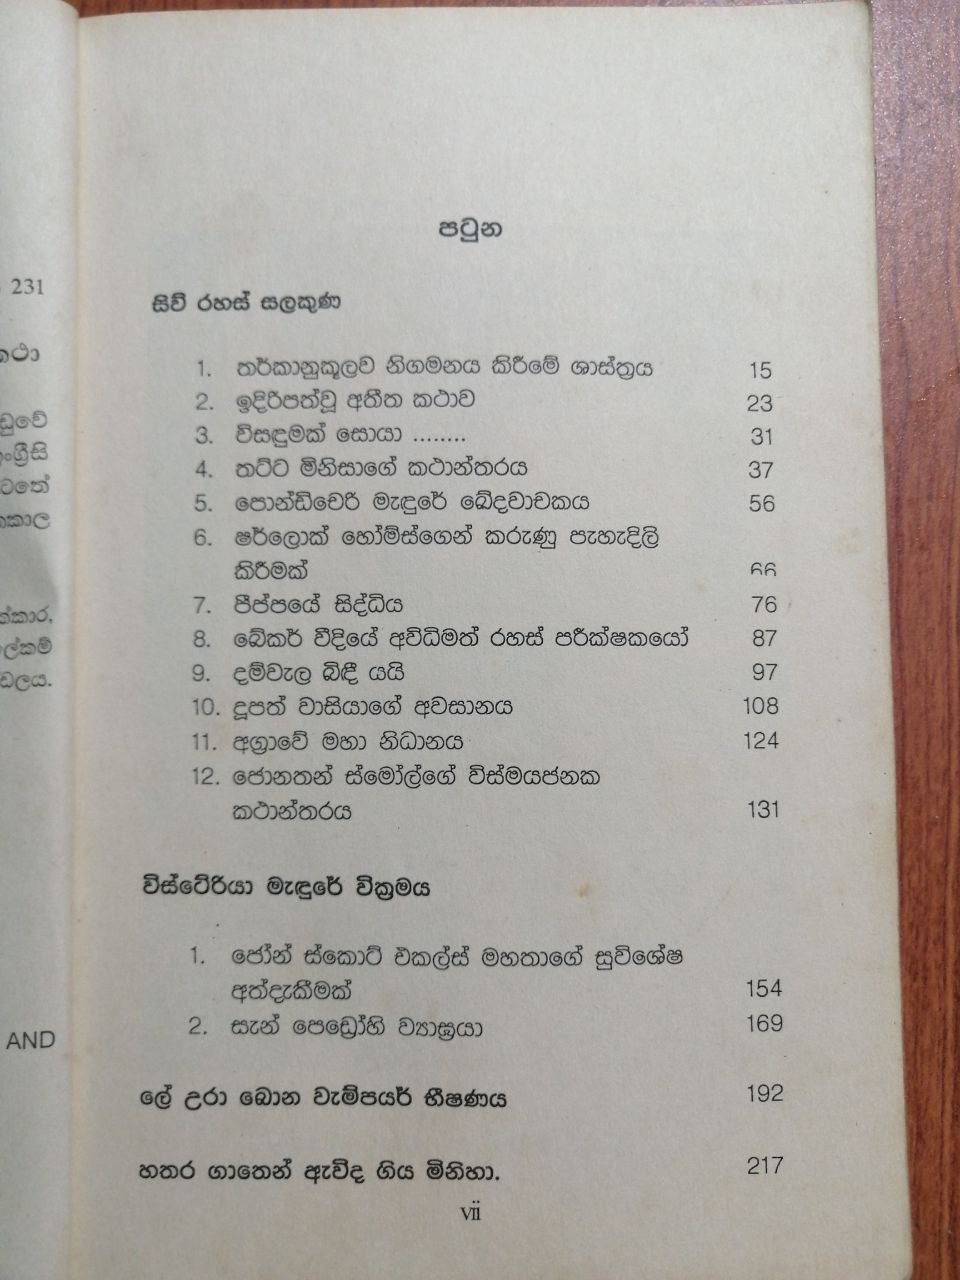 231
කථා
ඩුවේ
ංග්‍රීසි
ටතේ
කාල
ත්කාර,
ල්කම්
ඩලය.
AND
පටුන
සිව් රහස් සලකුණ
1. තර්කානුකූලව නිගමනය කිරීමේ ශාස්ත්‍රය 15
2. ඉදිරිපත්වූ අතීත කථාව 23
3. විසඳුමක් සොයා ........ 31
4. තට්ට මිනිසාගේ කථාන්තරය 37
5. පොන්ඩිචෙරි මැඳුරේ ඛේදවාචකය 56
6. ෂර්ලොක් හෝම්ස්ගෙන් කරුණු පැහැදිලි
කිරීමක් 66
7. පීප්පයේ සිද්ධිය 76
8. බේකර් වීදියේ අවිධිමත් රහස් පරීක්ෂකයෝ 87
9. දම්වැල බිඳී යයි 97
10. දූපත් වාසියාගේ අවසානය 108
11. අග්‍රාවේ මහා නිධානය 124
12. ජොනතන් ස්මෝල්ගේ විස්මයජනක
කථාන්තරය 131
විස්ටේරියා මැඳුරේ වික්‍රමය
1. ජෝන් ස්කොට් එකල්ස් මහතාගේ සුවිශේෂ
අත්දැකීමක් 154
2. සැන් පෙඩ්‍රෝහි ව්‍යාඝ්‍රයා 169
ලේ උරා බොන වැම්පයර් භීෂණය 192
හතර ගාතෙන් ඇවිද ගිය මිනිහා. 217
vii